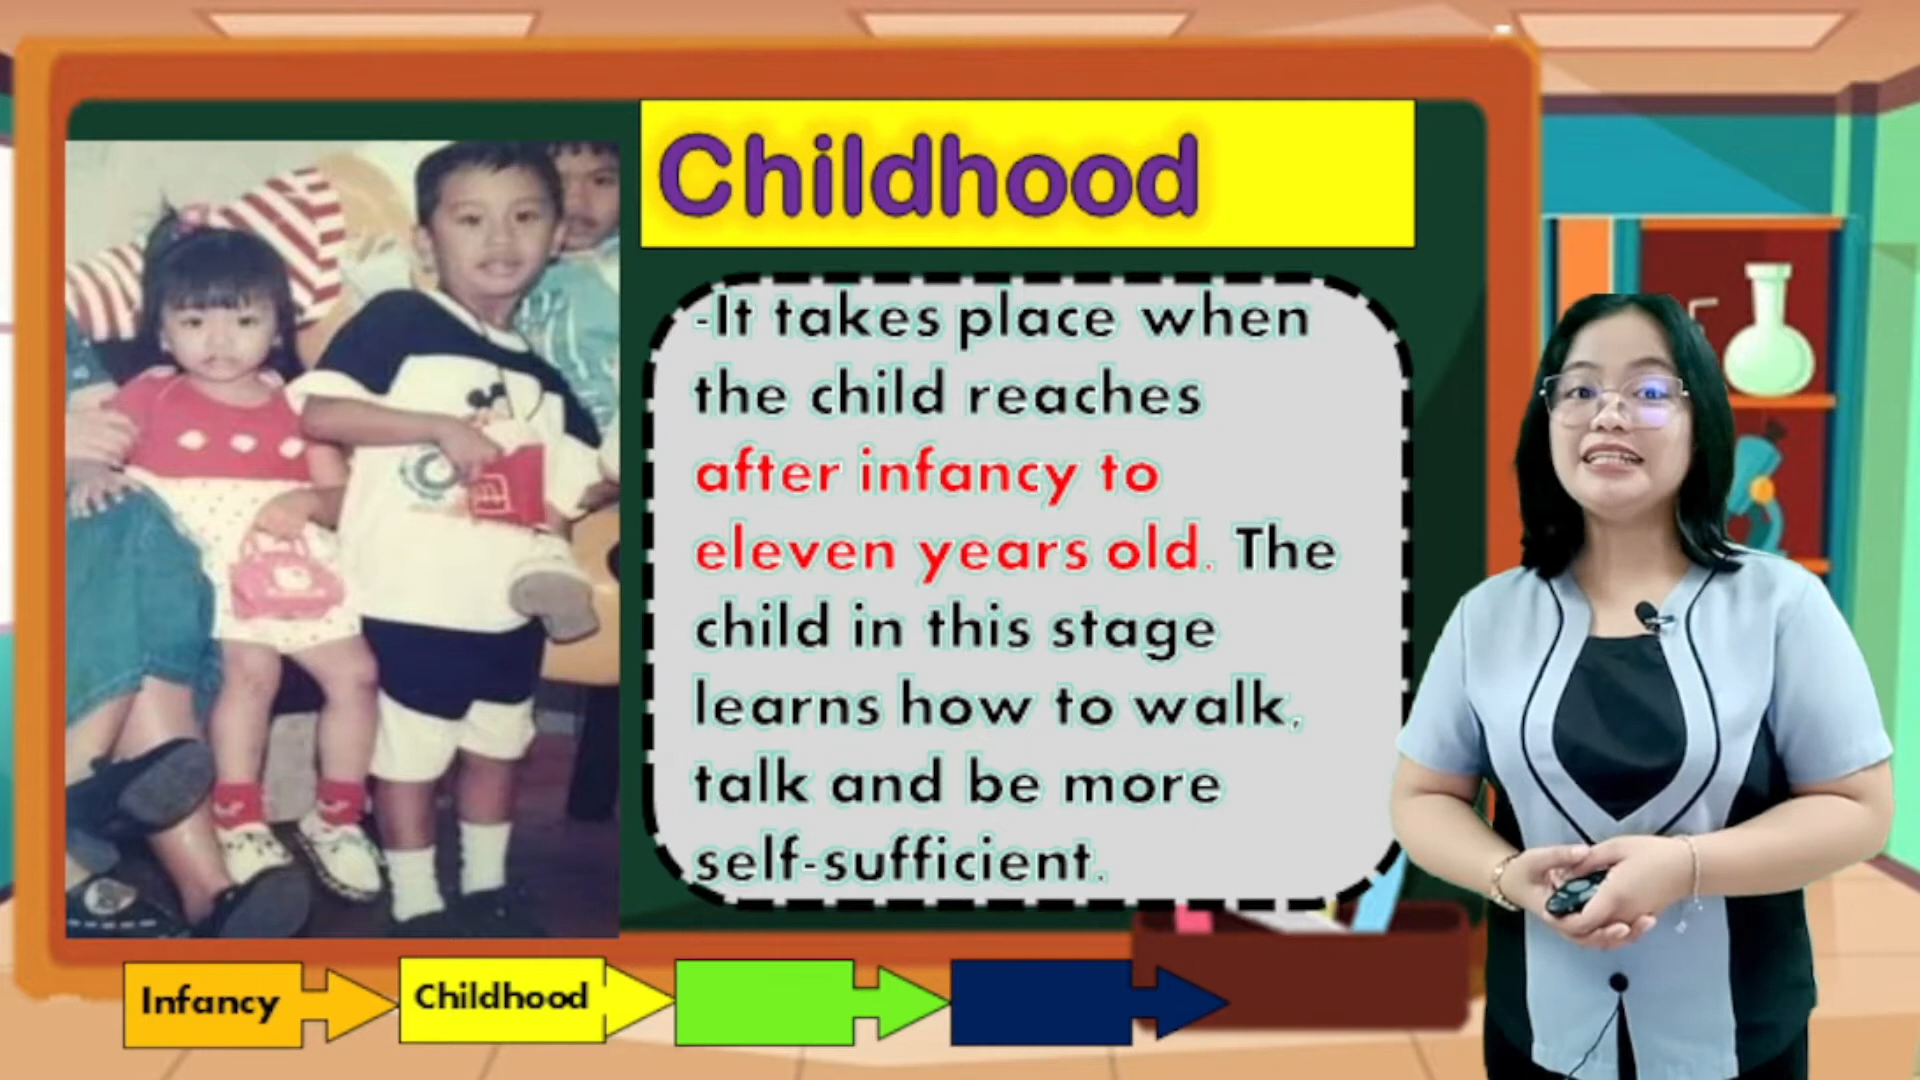 Childhood
-It takes place when
the child reaches
after infancy to
eleven years old. The
child in this stage
learns how to walk,
talk and be more
self-sufficient.
Infancy
Childhood